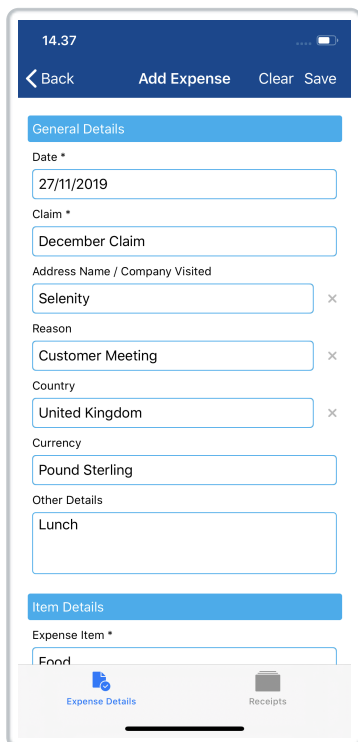 14.37
Back Add Expense Clear Save
General Details
Date *
27/11/2019
Claim *
December Claim
Address Name / Company Visited
Selenity
Reason
Customer Meeting
Country
United Kingdom
Currency
Pound Sterling
Other Details
Lunch
Item Details
Expense Item *
Food
Expense Details Receipts